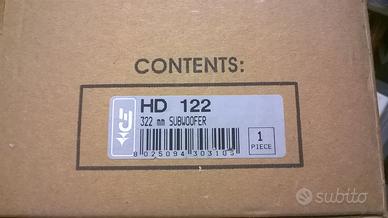 CONTENTS:
HD 122
322 mm SUBWOOFER
1
PIECE
8 025094 303105
subito